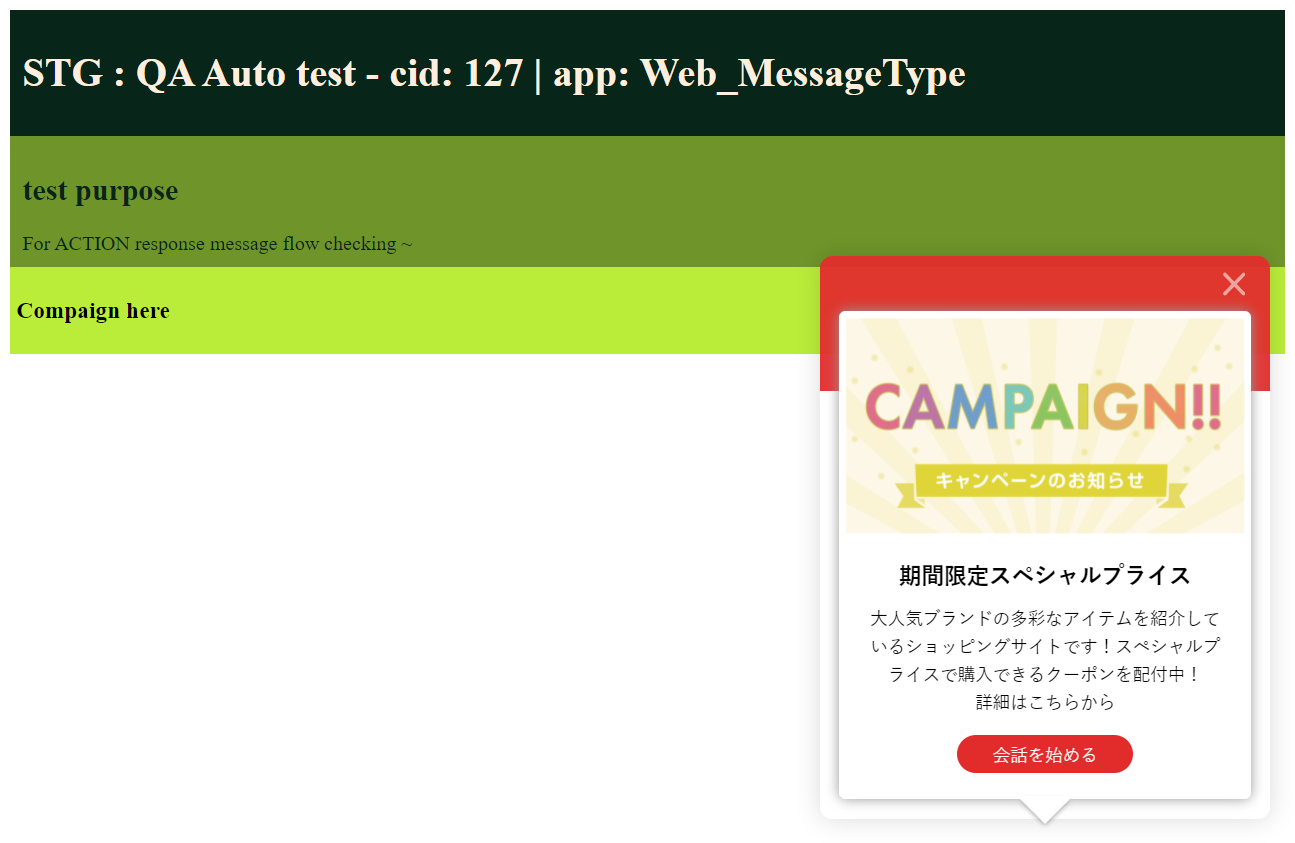 STG : QA Auto test - cid: 127 | app: Web_MessageType
test purpose
For ACTION response message flow checking ~
Compaign here
CAMPAIGN!!
キャンペーンのお知らせ
期間限定スペシャルプライス
大人気ブランドの多彩なアイテムを紹介して
いるショッピングサイトです！スペシャルプ
ライスで購入できるクーポンを配付中！
詳細はこちらから
会話を始める